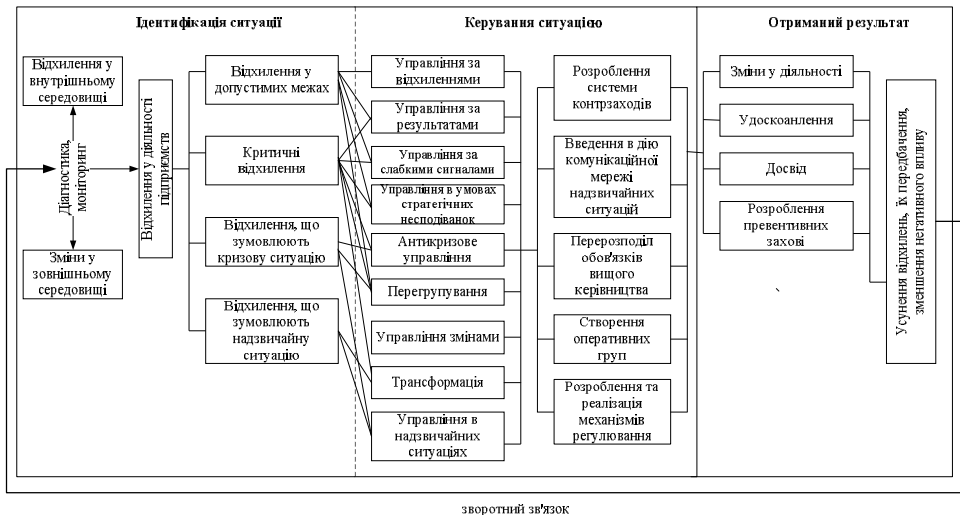 Ідентифікація ситуації
Керування ситуацією
Отриманий результат
Відхилення у
внутрішньому
середовищі
Діагностика,
моніторинг
Зміни у
зовнішньому
середовищі
Відхилення у діяльності
підприємств
Відхилення у
допустимих межах
Критичні
відхилення
Відхилення, що
зумовлюють
кризову ситуацію
Відхилення, що
зумовлюють
надзвичайну
ситуацію
Управління за
відхиленнями
Управління за
результатами
Управління за
слабкими сигналами
Управління в умовах
стратегічних
несподіванок
Антикризове
управління
Перегрупування
Управління змінами
Трансформація
Управління в
надзвичайних
ситуаціях
Розроблення
системи
контрзаходів
Введення в дію
комунікаційної
мережі
надзвичайних
ситуацій
Перерозподіл
обов'язків
вищого
керівництва
Створення
оперативних
груп
Розроблення та
реалізація
механізмів
регулювання
Зміни у діяльності
Удоскоанлення
Досвід
Розроблення
превентивних
захові
Усунення відхилень, їх передбачення,
зменшення негативного впливу
зворотний зв'язок